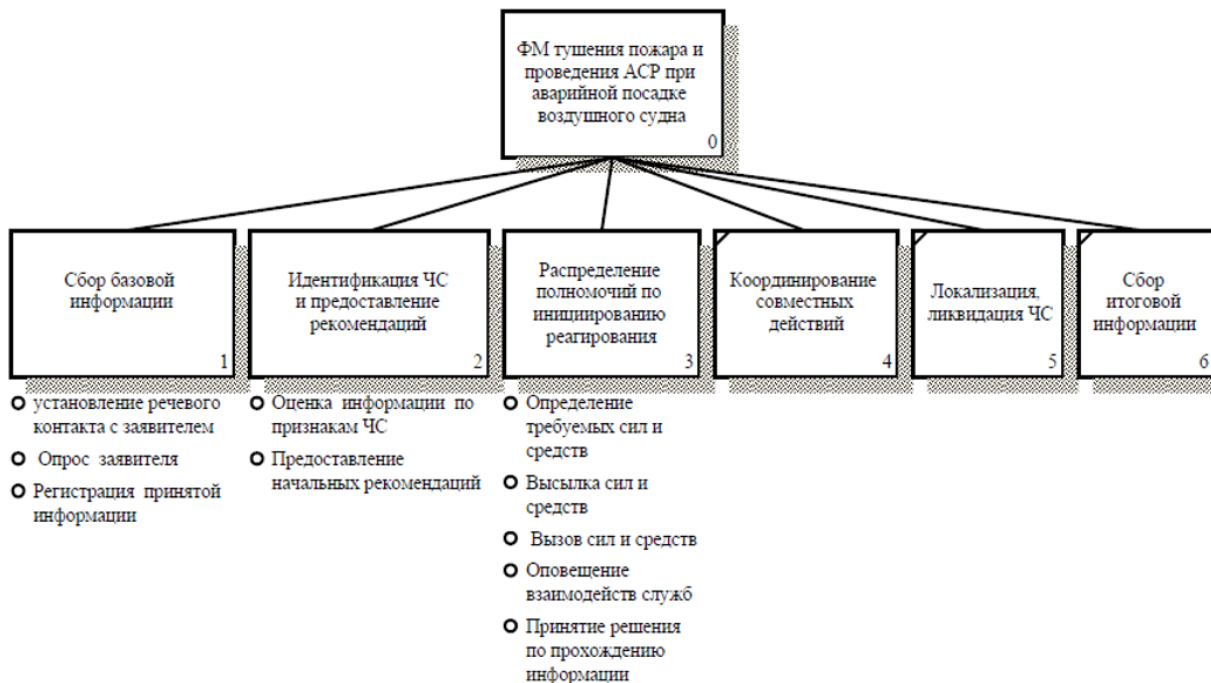 ФМ тушения пожара и
проведения АСР при
аварийной посадке
воздушного судна
0
Сбор базовой
информации
1
Идентификация ЧС
и предоставление
рекомендаций
2
Распределение
полномочий по
инициированию
реагирования
3
Координирование
совместных
действий
4
Локализация,
ликвидация ЧС
5
Сбор
итоговой
информации
6
установление речевого
контакта с заявителем
Опрос заявителя
Регистрация принятой
информации
Оценка информации по
признакам ЧС
Предоставление
начальных рекомендаций
Определение
требуемых сил и
средств
Высылка сил и
средств
Вызов сил и средств
Оповещение
взаимодейств служб
Принятие решения
по прохождению
информации